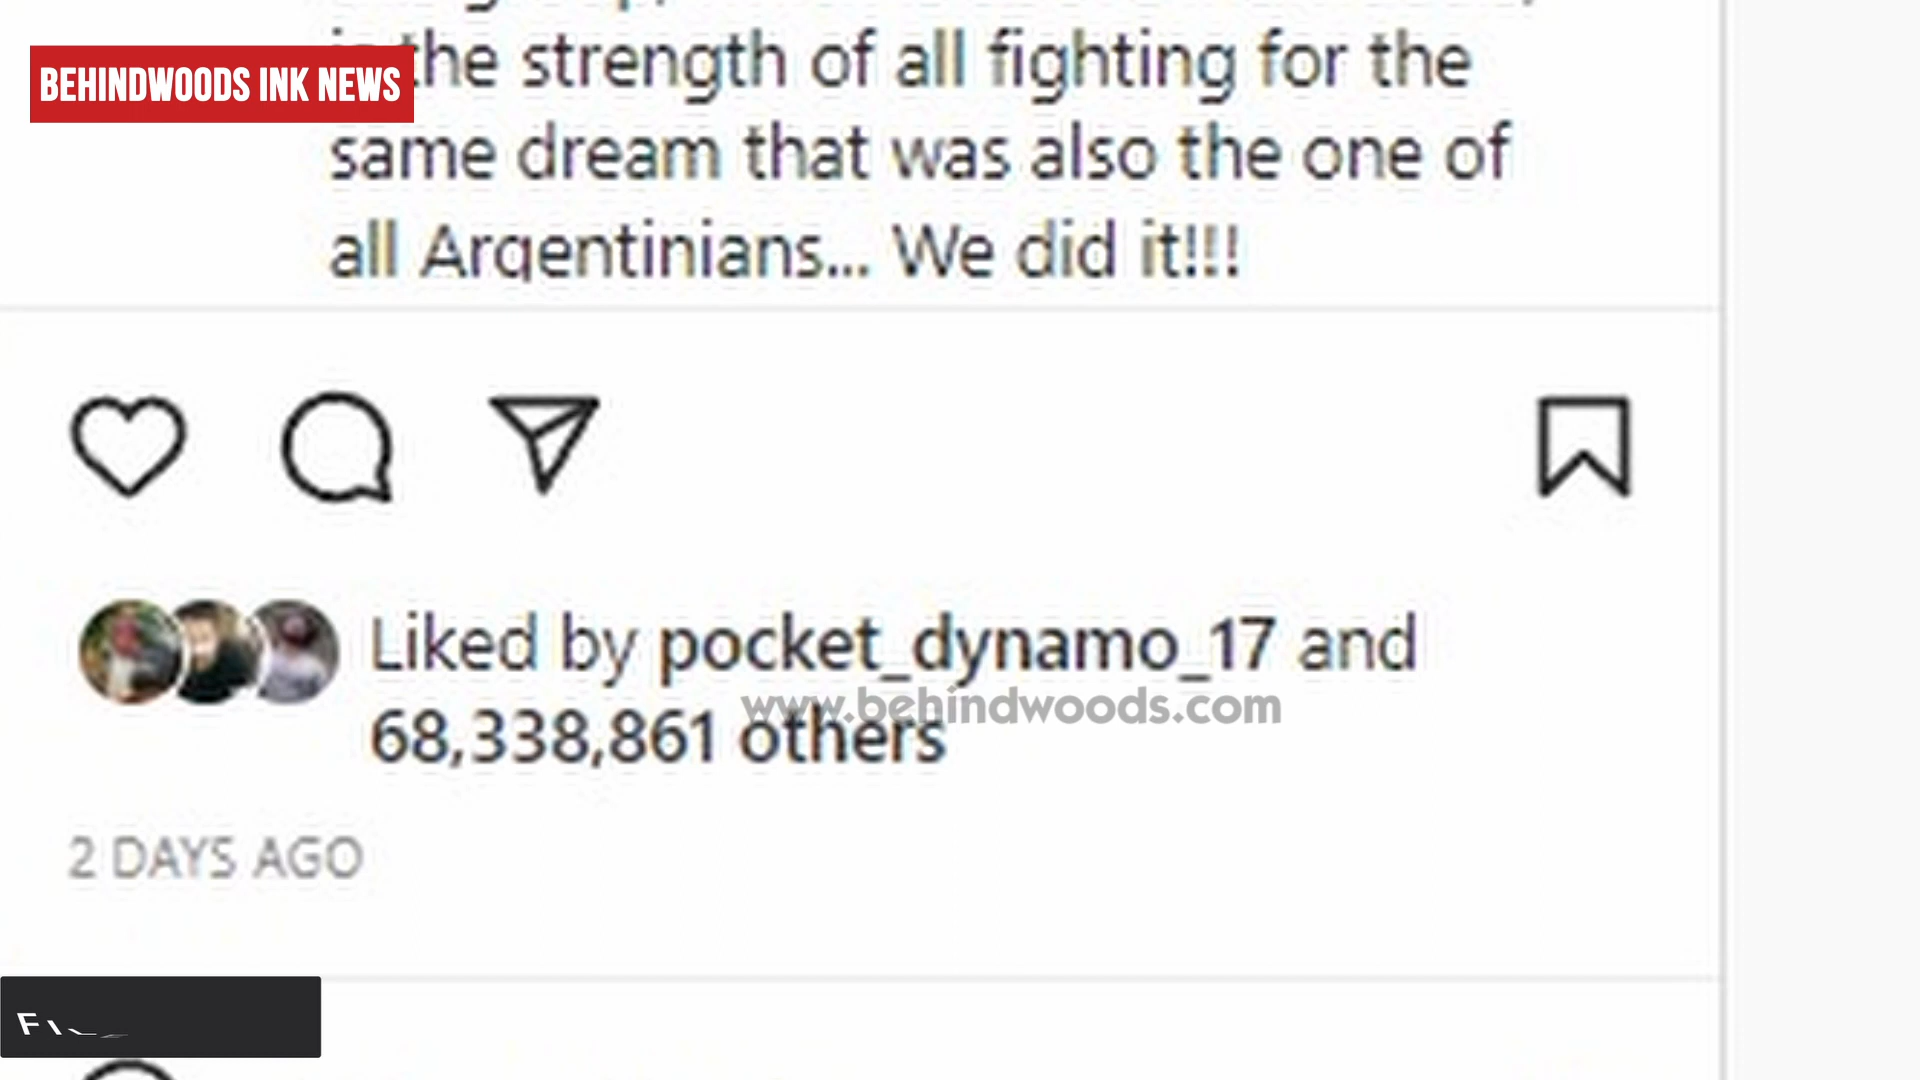 BEHINDWOODS INK NEWS
the strength of all fighting for the
same dream that was also the one of
all Argentinians... We did it!!!
Liked by pocket_dynamo_17 and
www.behindwoods.com
68,338,861 others
2 DAYS AGO